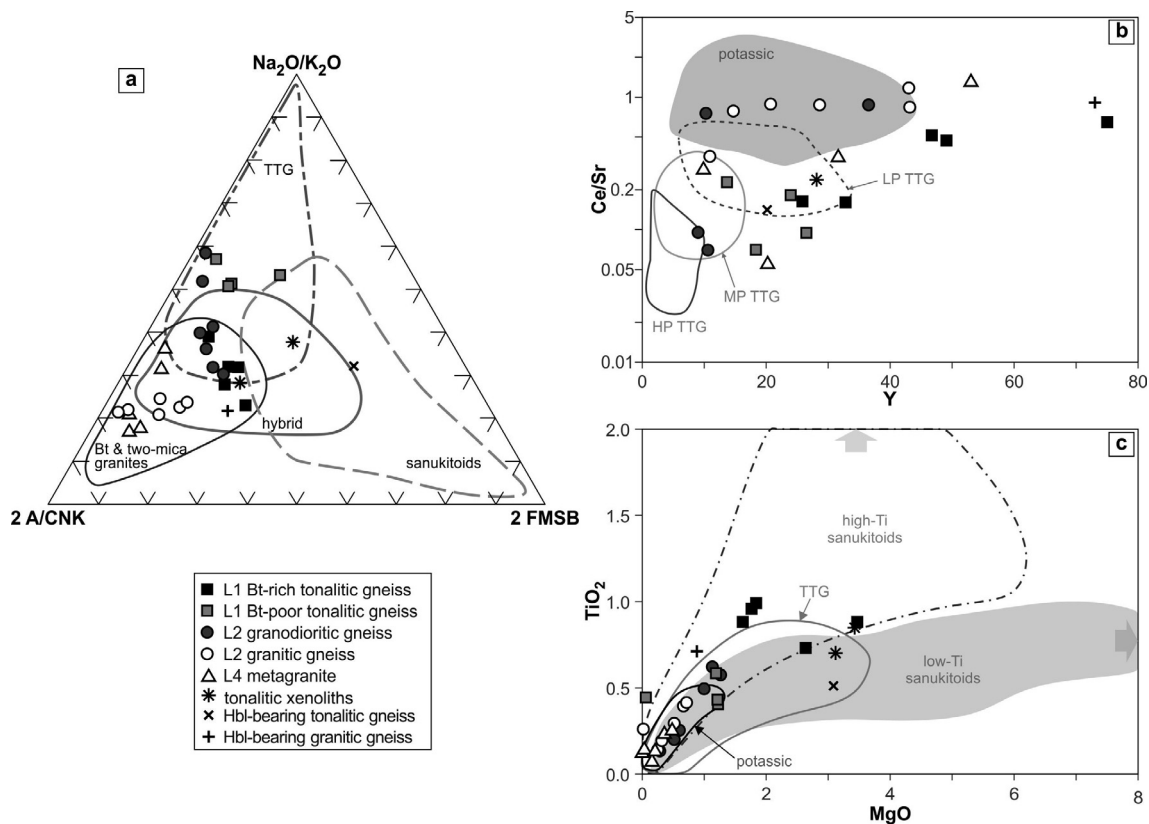 a
Na₂O/K₂O
TTG
hybrid
Bt & two-mica
granites
sanukitoids
2 A/CNK
2 FMSB
L1 Bt-rich tonalitic gneiss
L1 Bt-poor tonalitic gneiss
L2 granodioritic gneiss
L2 granitic gneiss
L4 metagranite
tonalitic xenoliths
Hbl-bearing tonalitic gneiss
Hbl-bearing granitic gneiss
b
5
1
0.2
0.05
0.01
Ce/Sr
potassic
LP TTG
MP TTG
HP TTG
0
20
40
60
80
Y
c
2.0
1.5
1.0
0.5
0.0
TiO₂
high-Ti
sanukitoids
TTG
low-Ti
sanukitoids
potassic
0
2
4
6
8
MgO